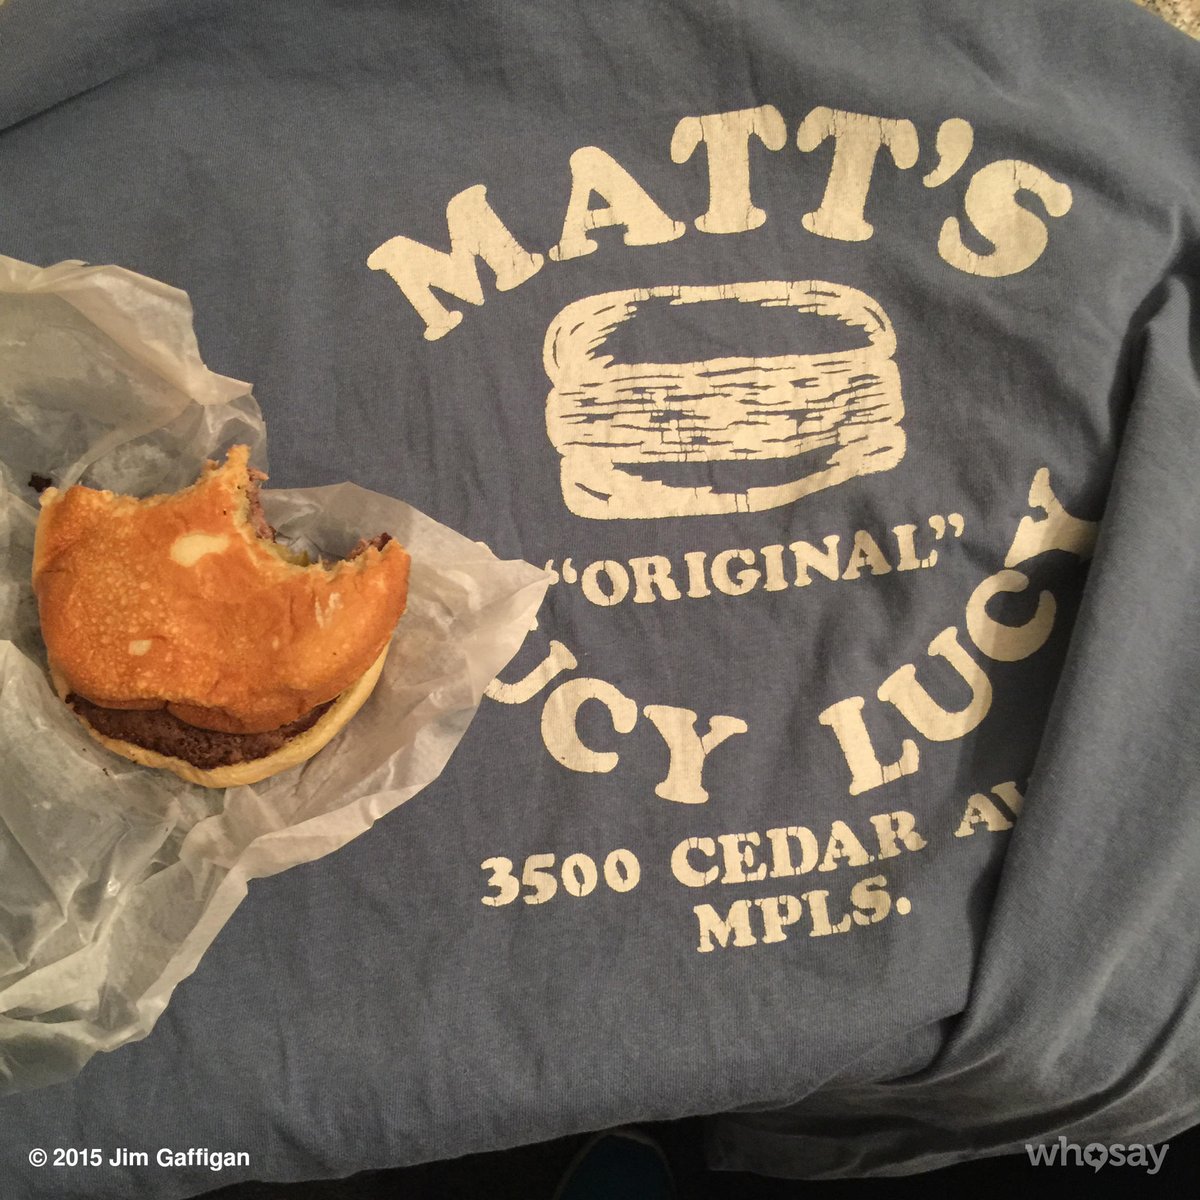 MATT'S
"ORIGINAL"
UCY LUCY
3500 CEDAR AV
MPLS.
© 2015 Jim Gaffigan
whosay